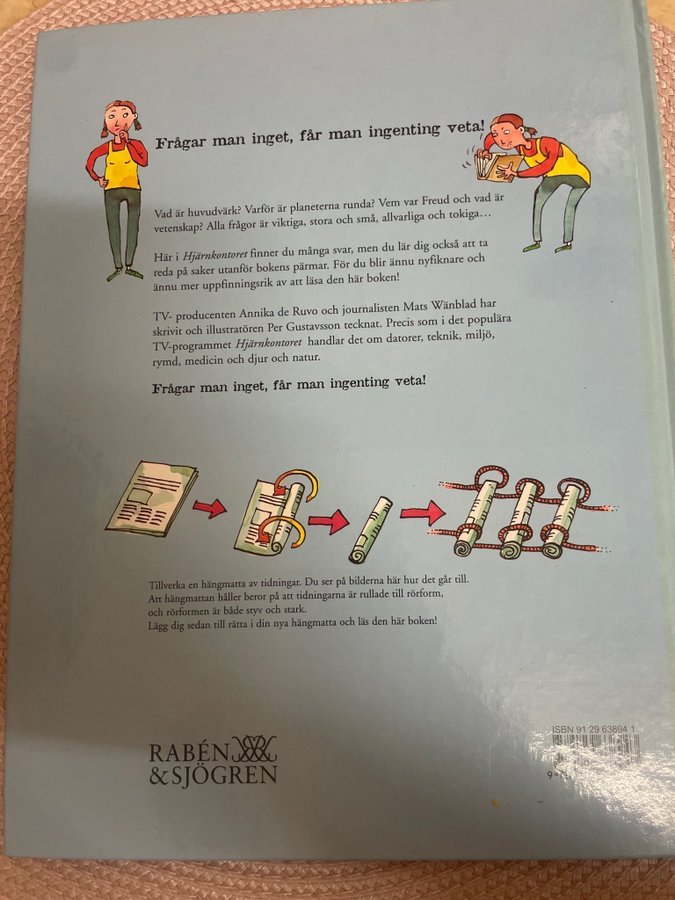 Frågar man inget, får man ingenting veta!
Vad är huvudvärk? Varför är planeterna runda? Vem var Freud och vad är
vetenskap? Alla frågor är viktiga, stora och små, allvarliga och tokiga…
Här i Hjärnkontoret finner du många svar, men du lär dig också att ta
reda på saker utanför bokens pärmar. För du blir ännu nyfiknare och
ännu mer uppfinningsrik av att läsa den här boken!
TV- producenten Annika de Ruvo och journalisten Mats Wänblad har
skrivit och illustratören Per Gustavsson tecknat. Precis som i det populära
TV-programmet Hjärnkontoret handlar det om datorer, teknik, miljö,
rymd, medicin och djur och natur.
Frågar man inget, får man ingenting veta!
Tillverka en hängmatta av tidningar. Du ser på bilderna här hur det går till.
Att hängmattan håller beror på att tidningarna är rullade till rörform,
och rörformen är både styv och stark.
Lägg dig sedan till rätta i din nya hängmatta och läs den här boken!
RABÉN
& SJÖGREN
ISBN 91 29 63894 1